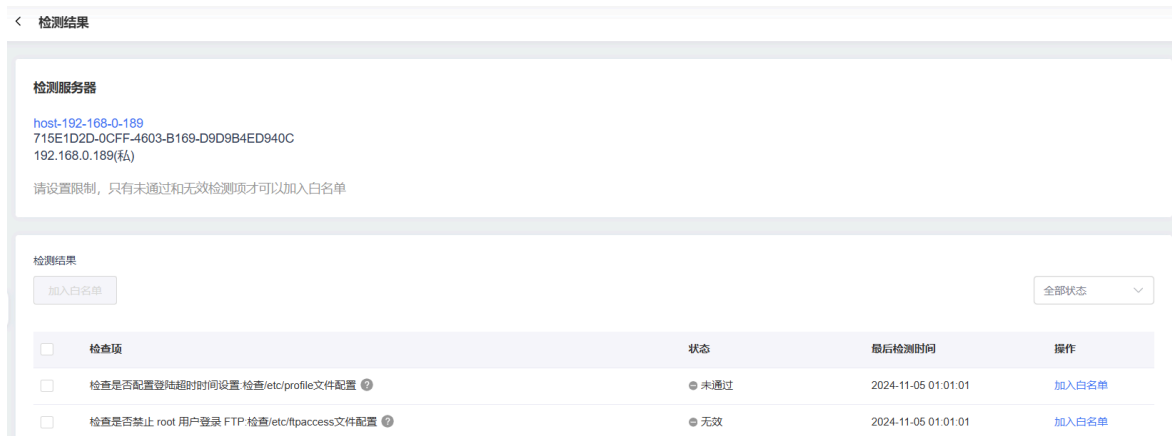 检测结果
检测服务器
host-192-168-0-189
715E1D2D-0CFF-4603-B169-D9D9B4ED940C
192.168.0.189(私)
请设置限制，只有未通过和无效检测项才可以加入白名单
检测结果
加入白名单
全部状态
检查项 状态 最后检测时间 操作
检查是否配置登陆超时时间设置:检查/etc/profile文件配置 未通过 2024-11-05 01:01:01 加入白名单
检查是否禁止 root 用户登录 FTP:检查/etc/ftpaccess文件配置 无效 2024-11-05 01:01:01 加入白名单